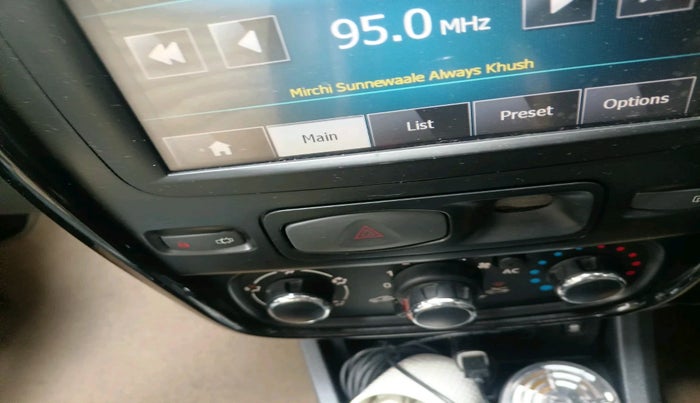 95.0 MHz
Mirchi Sunnewaale Always Khush
Main List Preset Options
AC